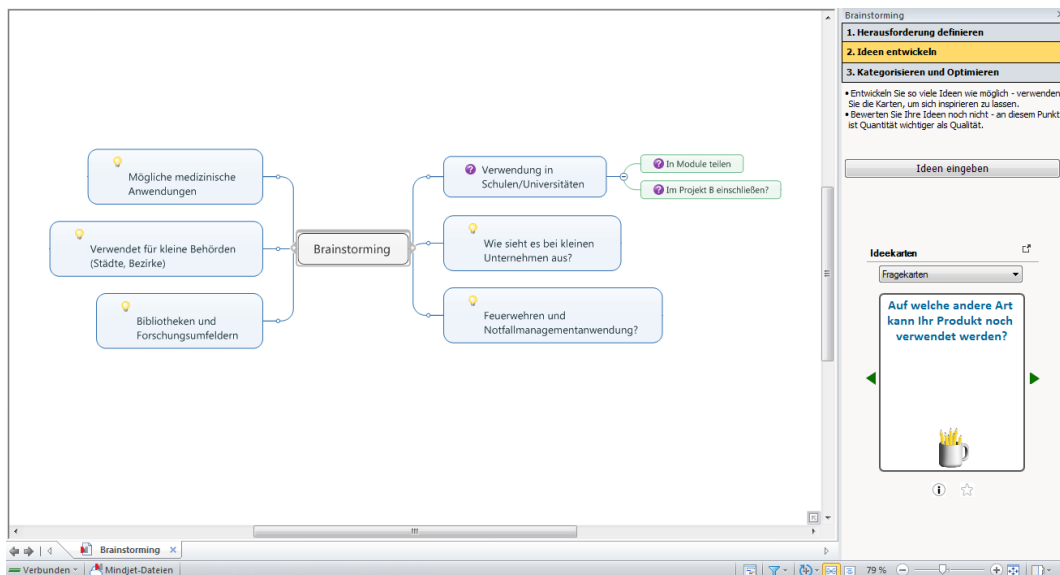 Mögliche medizinische
Anwendungen
Verwendet für kleine Behörden
(Städte, Bezirke)
Bibliotheken und
Forschungsumfeldern
Brainstorming
Verwendung in
Schulen/Universitäten
In Module teilen
Im Projekt B einschließen?
Wie sieht es bei kleinen
Unternehmen aus?
Feuerwehren und
Notfallmanagementanwendung?
Brainstorming
1. Herausforderung definieren
2. Ideen entwickeln
3. Kategorisieren und Optimieren
• Entwickeln Sie so viele Ideen wie möglich - verwenden
Sie die Karten, um sich inspirieren zu lassen.
• Bewerten Sie Ihre Ideen noch nicht - an diesem Punkt
ist Quantität wichtiger als Qualität.
Ideen eingeben
Ideekarten
Fragekarten
Auf welche andere Art
kann Ihr Produkt noch
verwendet werden?
Brainstorming
Verbunden
Mindjet-Dateien
79 %